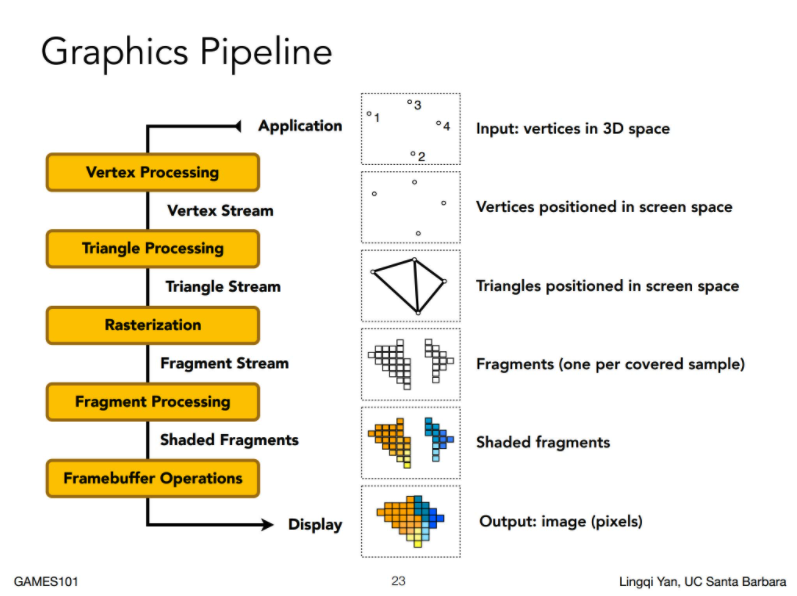 Graphics Pipeline
Application
3
1
4
2
Input: vertices in 3D space
Vertex Processing
Vertex Stream
Vertices positioned in screen space
Triangle Processing
Triangle Stream
Triangles positioned in screen space
Rasterization
Fragment Stream
Fragments (one per covered sample)
Fragment Processing
Shaded Fragments
Shaded fragments
Framebuffer Operations
Display
Output: image (pixels)
GAMES101
23
Lingqi Yan, UC Santa Barbara